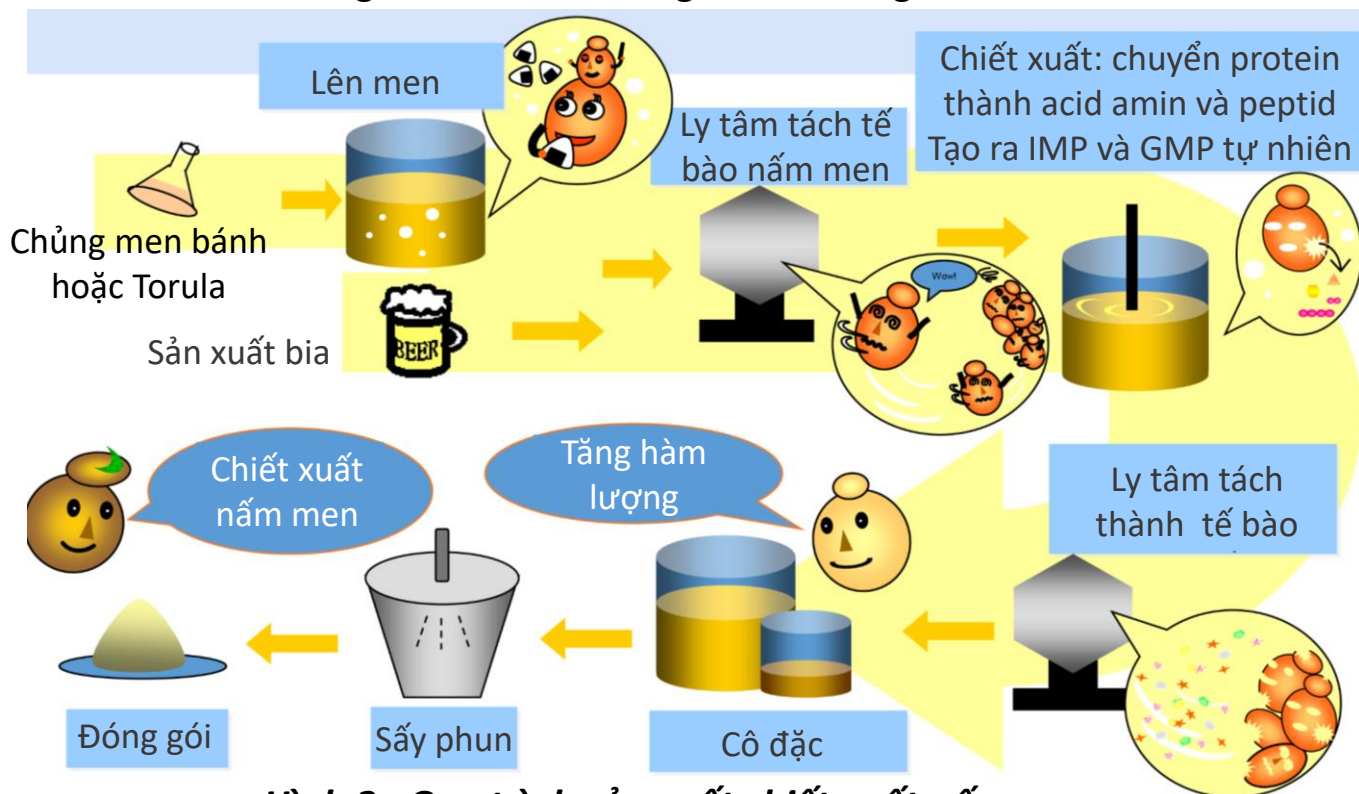 Lên men
Chiết xuất: chuyển protein
thành acid amin và peptid
Tạo ra IMP và GMP tự nhiên
Ly tâm tách tế
bào nấm men
Chủng men bánh
hoặc Torula
Wow!
Sản xuất bia
BEER
Chiết xuất
nấm men
Tăng hàm
lượng
Ly tâm tách
thành tế bào
Đóng gói
Sấy phun
Cô đặc